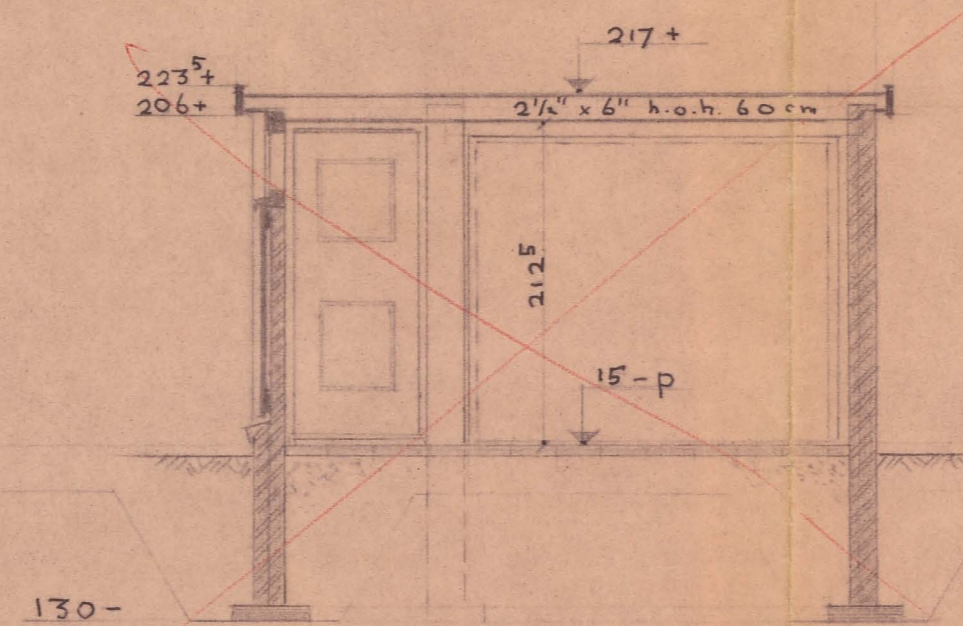 217 +
223⁵+
206+
2½" x 6" h.o.h. 60 cm
212⁵
15 - p
130 -